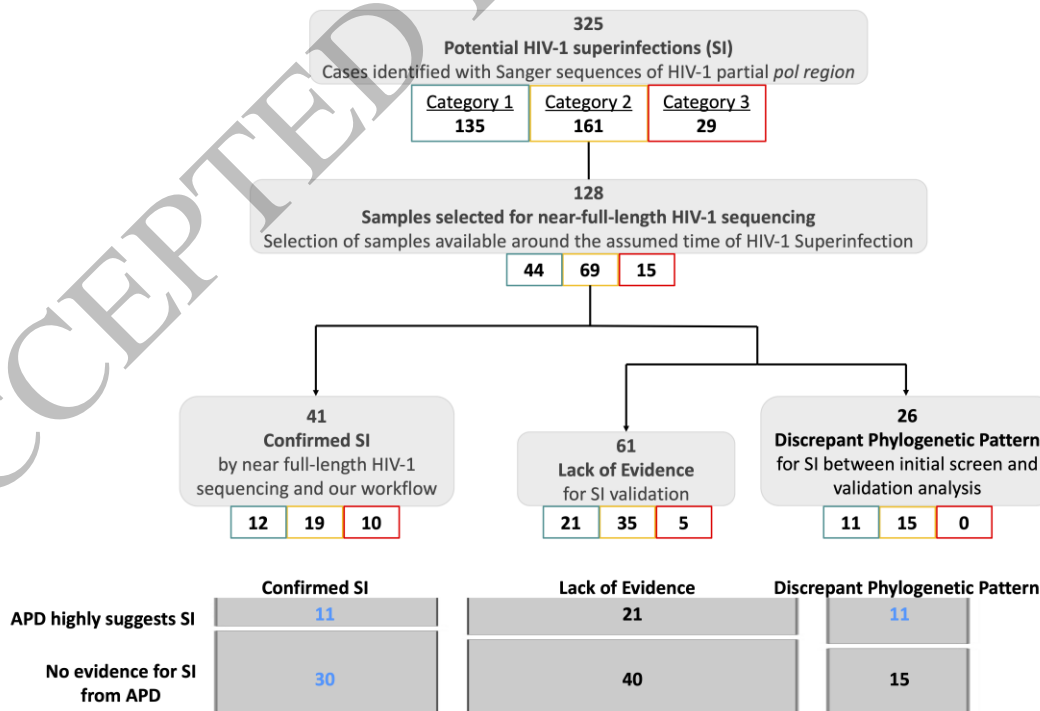 325
Potential HIV-1 superinfections (SI)
Cases identified with Sanger sequences of HIV-1 partial pol region
Category 1 Category 2 Category 3
135 161 29
128
Samples selected for near-full-length HIV-1 sequencing
Selection of samples available around the assumed time of HIV-1 Superinfection
44 69 15
41
Confirmed SI
by near full-length HIV-1
sequencing and our workflow
12 19 10
61
Lack of Evidence
for SI validation
21 35 5
26
Discrepant Phylogenetic Pattern
for SI between initial screen and
validation analysis
11 15 0
Confirmed SI Lack of Evidence Discrepant Phylogenetic Pattern
APD highly suggests SI 11 21 11
No evidence for SI
from APD 30 40 15
CCEPTED